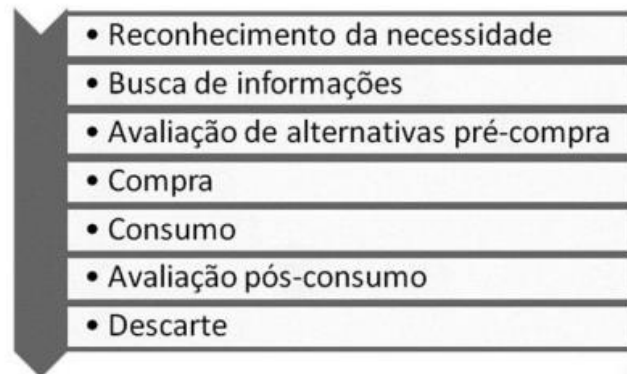 • Reconhecimento da necessidade
• Busca de informações
• Avaliação de alternativas pré-compra
• Compra
• Consumo
• Avaliação pós-consumo
• Descarte